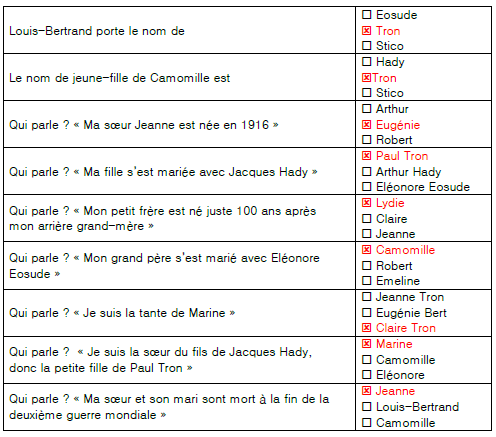 Louis-Bertrand porte le nom de
☐ Eosude
☒ Tron
☐ Stico
Le nom de jeune-fille de Camomille est
☐ Hady
☒Tron
☐ Stico
Qui parle ? « Ma sœur Jeanne est née en 1916 »
☐ Arthur
☒ Eugénie
☐ Robert
Qui parle ? « Ma fille s'est mariée avec Jacques Hady »
☒ Paul Tron
☐ Arthur Hady
☐ Eléonore Eosude
Qui parle ? « Mon petit frère est né juste 100 ans après
mon arrière grand-mère »
☒ Lydie
☐ Claire
☐ Jeanne
Qui parle ? « Mon grand père s'est marié avec Eléonore
Eosude »
☒ Camomille
☐ Robert
☐ Emeline
Qui parle ? « Je suis la tante de Marine »
☐ Jeanne Tron
☐ Eugénie Bert
☒ Claire Tron
Qui parle ? « Je suis la sœur du fils de Jacques Hady,
donc la petite fille de Paul Tron »
☒ Marine
☐ Camomille
☐ Eléonore
Qui parle ? « Ma sœur et son mari sont mort à la fin de la
deuxième guerre mondiale »
☒ Jeanne
☐ Louis-Bertrand
☐ Camomille